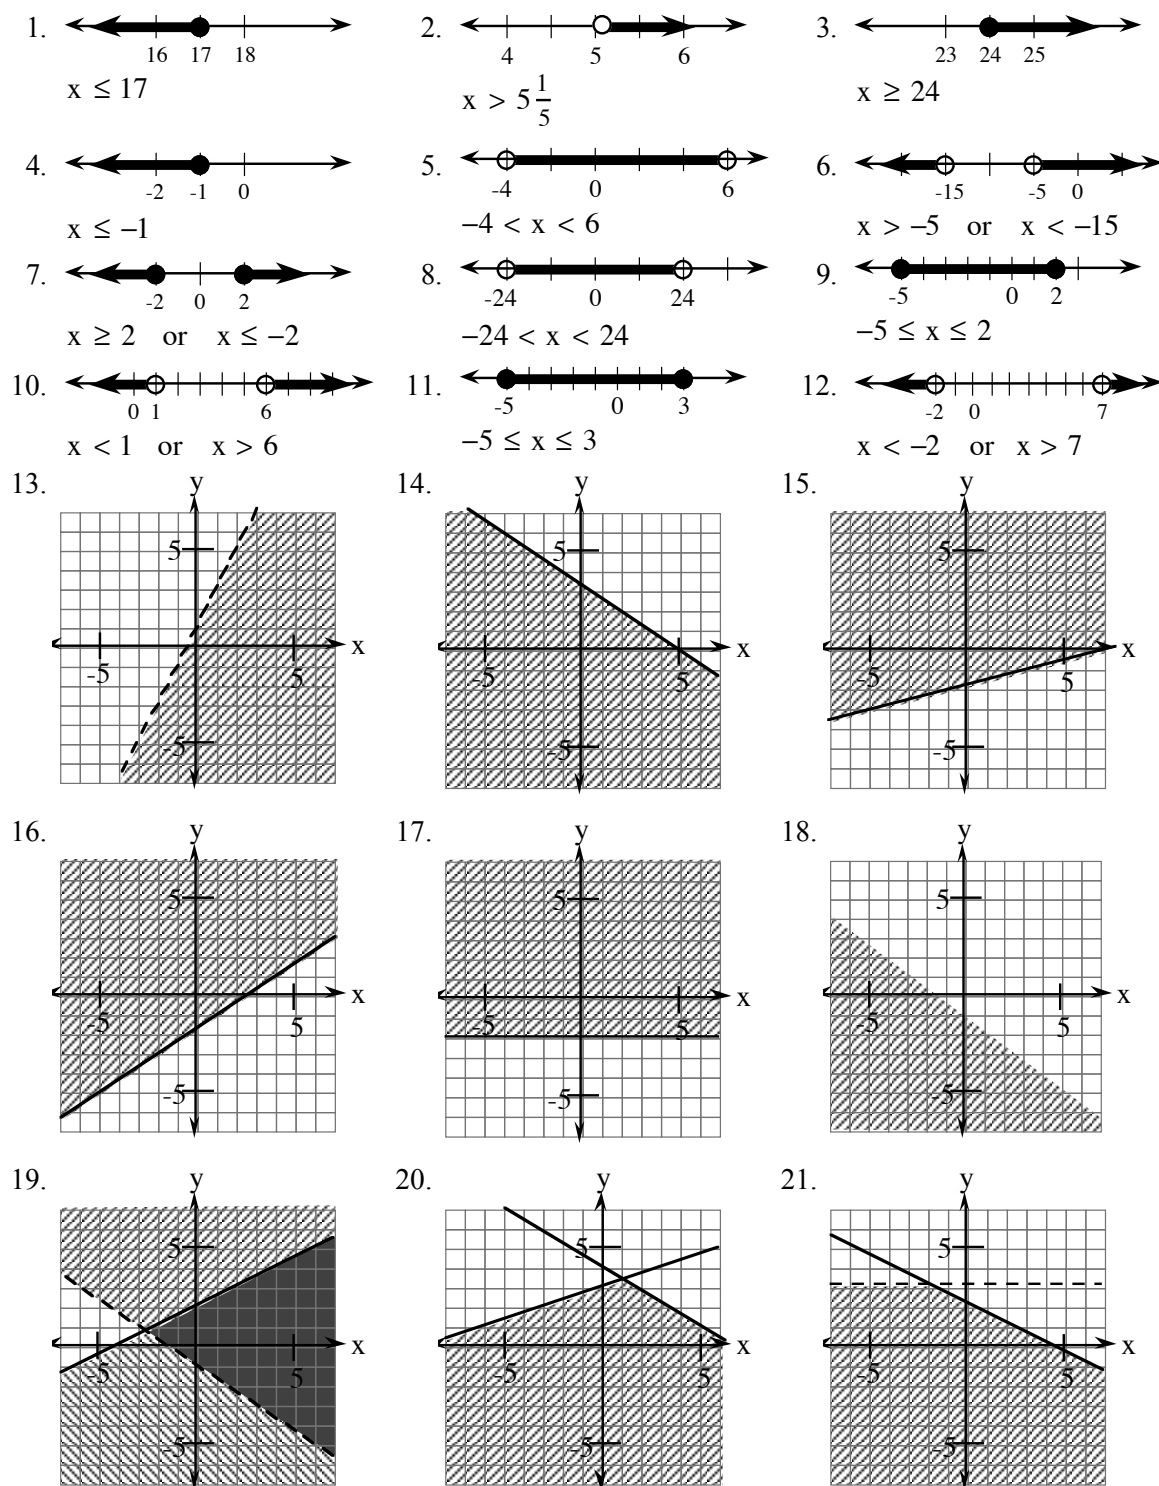 1. 2. 3.
16 17 18 4 5 6 23 24 25
x ≤ 17 x > 5 1/5 x ≥ 24
4. 5. 6.
-2 -1 0 -4 0 6 -15 -5 0
x ≤ −1 −4 < x < 6 x > −5 or x < −15
7. 8. 9.
-2 0 2 -24 0 24 -5 0 2
x ≥ 2 or x ≤ −2 −24 < x < 24 −5 ≤ x ≤ 2
10. 11. 12.
0 1 6 -5 0 3 -2 0 7
x < 1 or x > 6 −5 ≤ x ≤ 3 x < −2 or x > 7
13. y 14. y 15. y
5 5 5
x x x
-5 5 -5 5 -5 5
-5 -5 -5
16. y 17. y 18. y
5 5 5
x x x
-5 5 -5 5 -5 5
-5 -5 -5
19. y 20. y 21. y
5 5 5
x x x
-5 5 -5 5 -5 5
-5 -5 -5